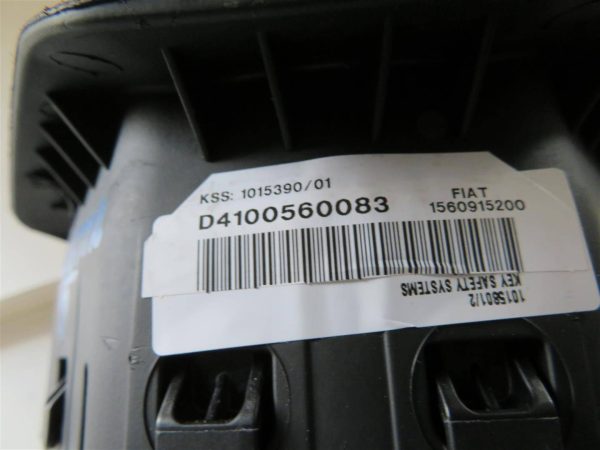 KSS: 1015390/01
FIAT
D4100560083
1560915200
1015801/2
KEY SAFETY SYSTEMS